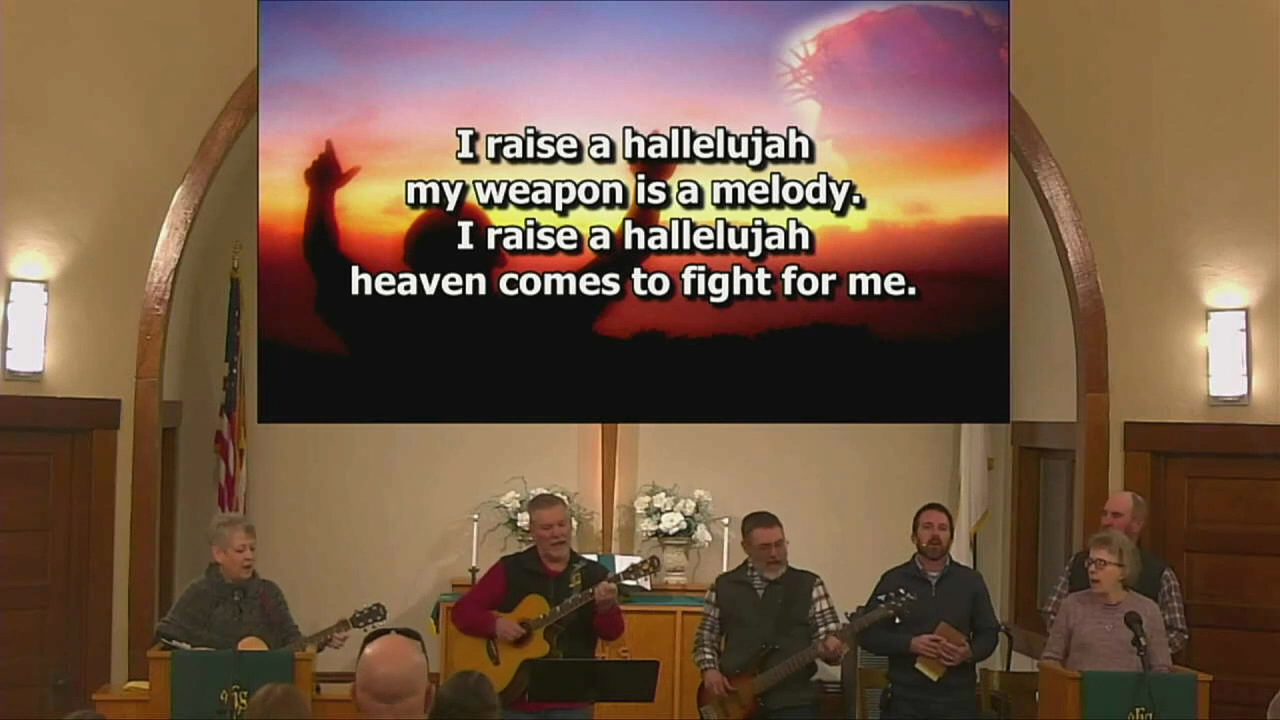 I raise a hallelujah
my weapon is a melody.
I raise a hallelujah
heaven comes to fight for me.